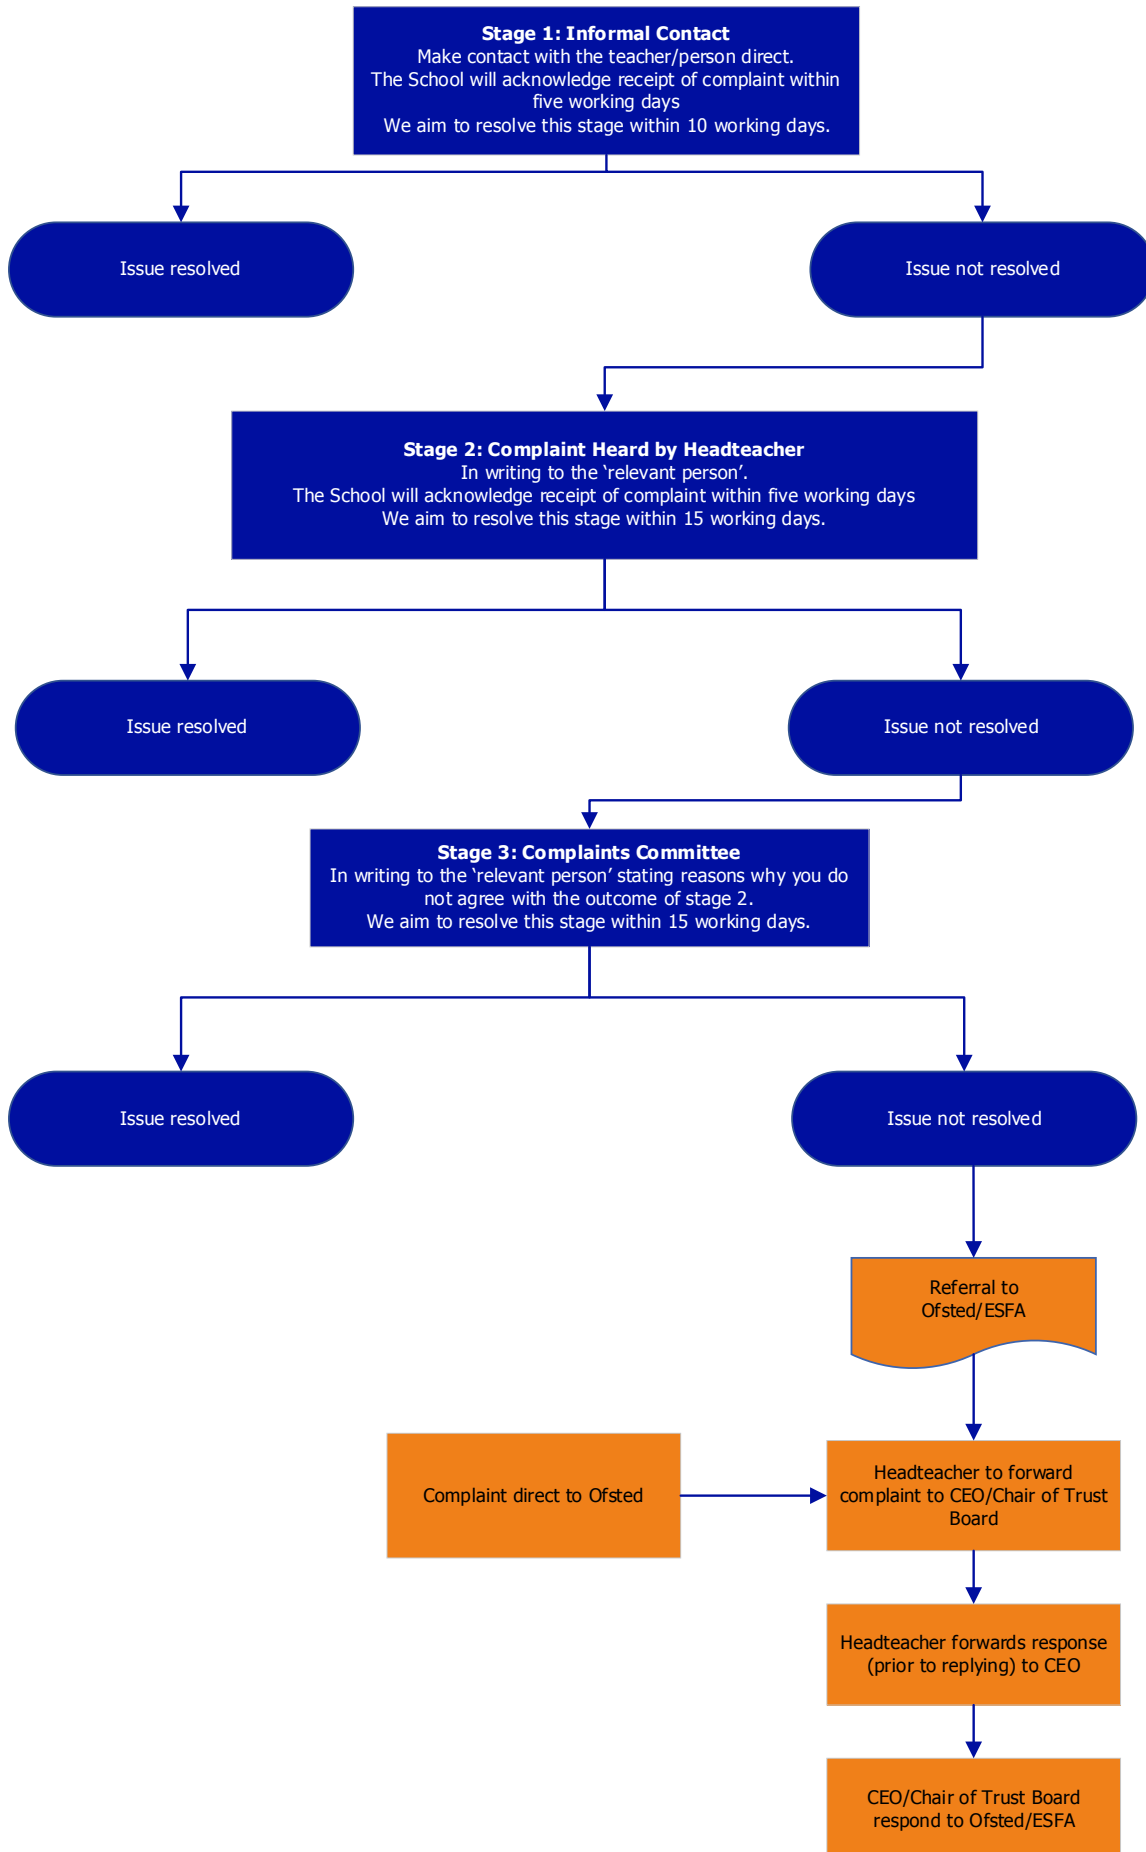 Stage 1: Informal Contact
Make contact with the teacher/person direct.
The School will acknowledge receipt of complaint within
five working days
We aim to resolve this stage within 10 working days.
Issue resolved
Issue not resolved
Stage 2: Complaint Heard by Headteacher
In writing to the ‘relevant person’.
The School will acknowledge receipt of complaint within five working days
We aim to resolve this stage within 15 working days.
Issue resolved
Issue not resolved
Stage 3: Complaints Committee
In writing to the ‘relevant person’ stating reasons why you do
not agree with the outcome of stage 2.
We aim to resolve this stage within 15 working days.
Issue resolved
Issue not resolved
Referral to
Ofsted/ESFA
Complaint direct to Ofsted
Headteacher to forward
complaint to CEO/Chair of Trust
Board
Headteacher forwards response
(prior to replying) to CEO
CEO/Chair of Trust Board
respond to Ofsted/ESFA